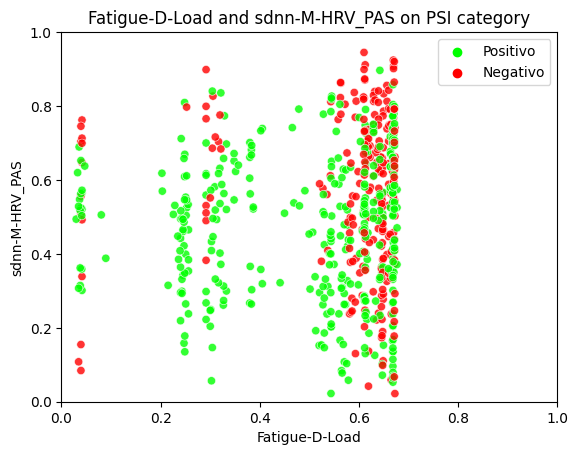 Fatigue-D-Load and sdnn-M-HRV_PAS on PSI category
1.0
Positivo
Negativo
0.8
0.6
sdnn-M-HRV_PAS
0.4
0.2
0.0
0.0 0.2 0.4 0.6 0.8 1.0
Fatigue-D-Load